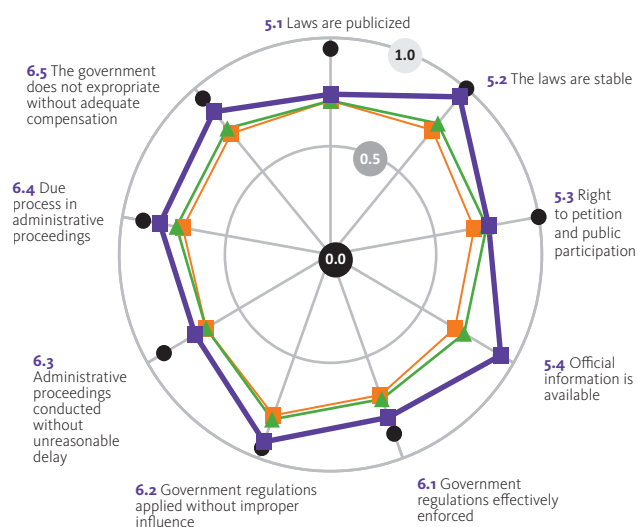 5.1 Laws are publicized
1.0
6.5 The government
does not expropriate
without adequate
compensation
5.2 The laws are stable
0.5
6.4 Due
process in
administrative
proceedings
5.3 Right
to petition
and public
participation
0.0
6.3
Administrative
proceedings
conducted
without
unreasonable
delay
5.4 Official
information is
available
6.2 Government regulations
applied without improper
influence
6.1 Government
regulations effectively
enforced